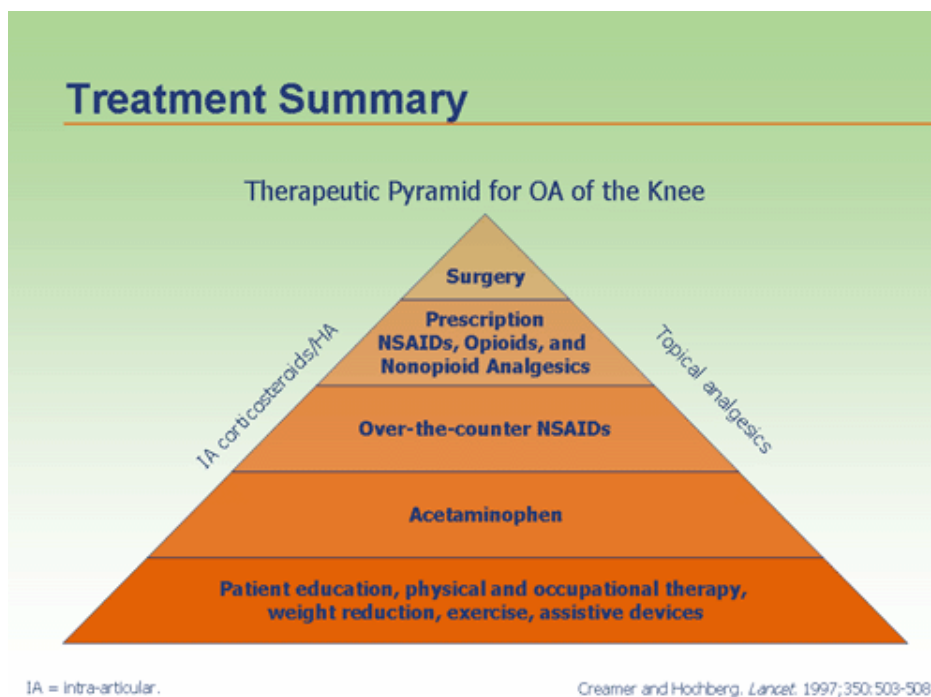 Treatment Summary
Therapeutic Pyramid for OA of the Knee
Surgery
Prescription
NSAIDs, Opioids, and
Nonopioid Analgesics
IA corticosteroids/HA
Topical analgesics
Over-the-counter NSAIDs
Acetaminophen
Patient education, physical and occupational therapy,
weight reduction, exercise, assistive devices
IA = intra-articular.
Creamer and Hochberg. Lancet. 1997;350:503-508